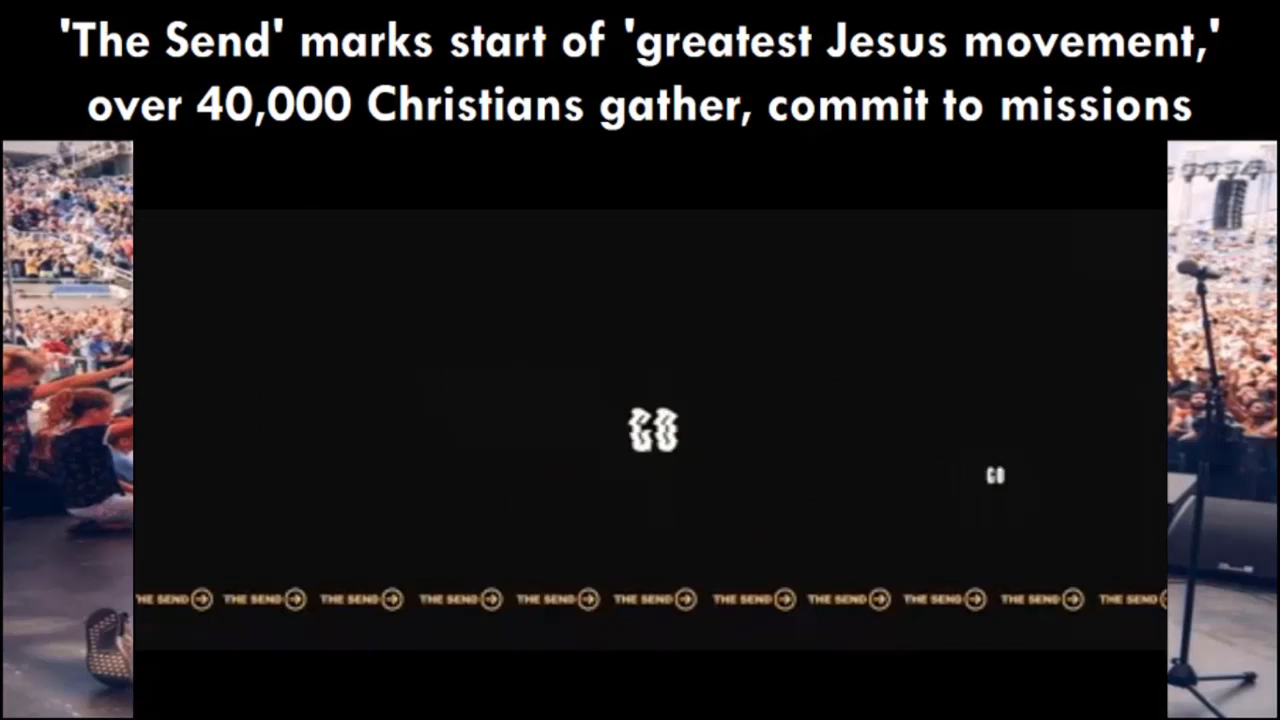 'The Send' marks start of 'greatest Jesus movement,'
over 40,000 Christians gather, commit to missions
GO
GO
HE SEND THE SEND THE SEND THE SEND THE SEND THE SEND THE SEND THE SEND THE SEND THE SEND THE SEND